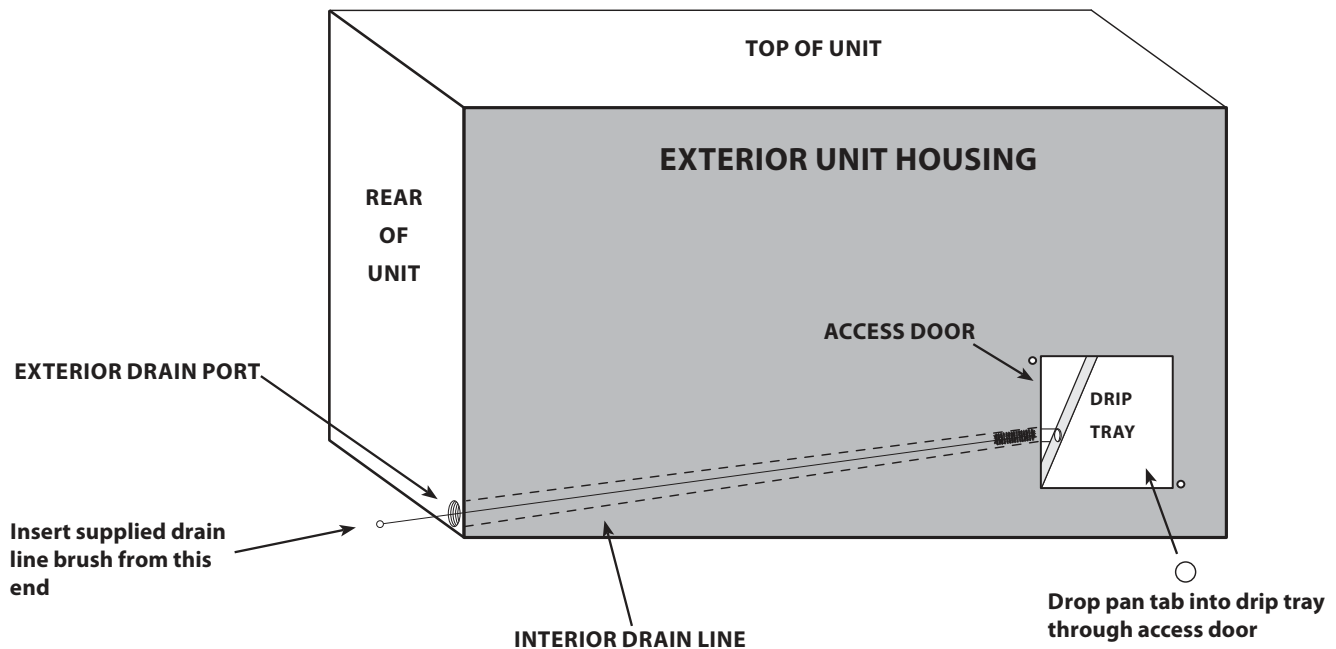 TOP OF UNIT
EXTERIOR UNIT HOUSING
REAR
OF
UNIT
ACCESS DOOR
EXTERIOR DRAIN PORT
DRIP
TRAY
Insert supplied drain
line brush from this
end
Drop pan tab into drip tray
through access door
INTERIOR DRAIN LINE